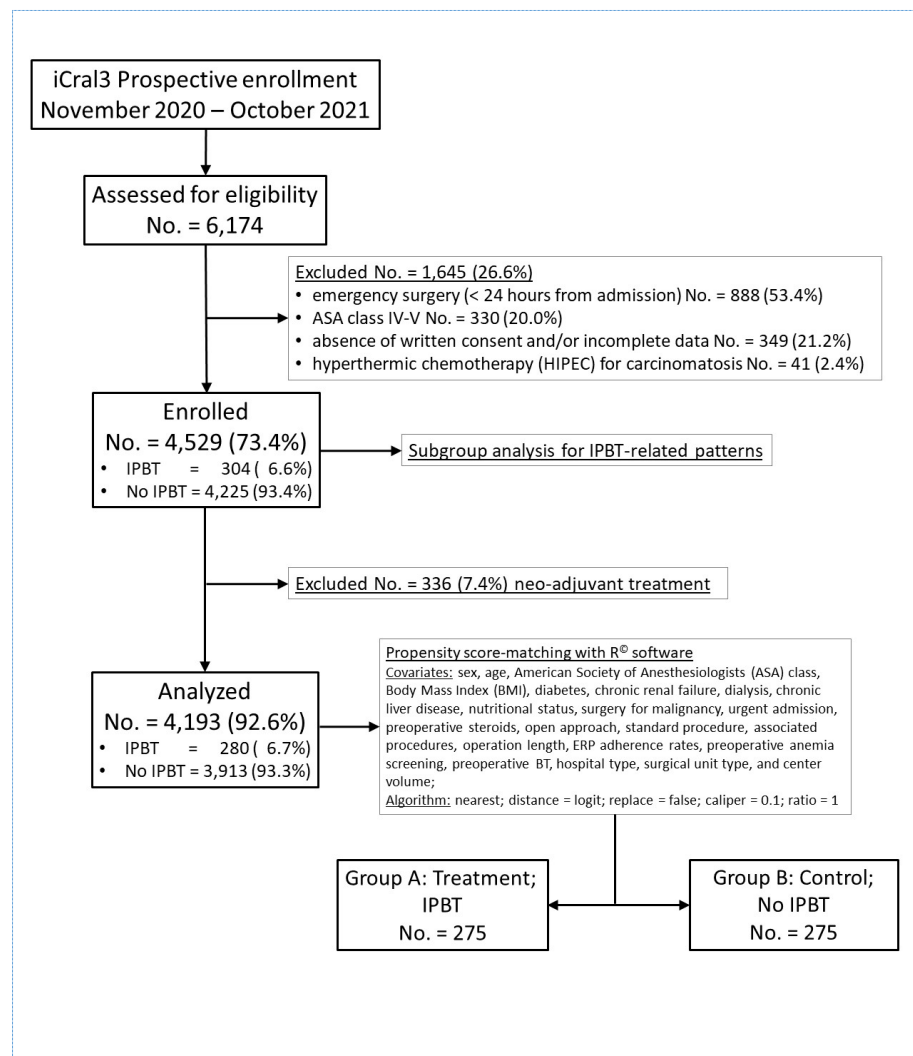 iCral3 Prospective enrollment
November 2020 – October 2021
Assessed for eligibility
No. = 6,174
Excluded No. = 1,645 (26.6%)
• emergency surgery (< 24 hours from admission) No. = 888 (53.4%)
• ASA class IV-V No. = 330 (20.0%)
• absence of written consent and/or incomplete data No. = 349 (21.2%)
• hyperthermic chemotherapy (HIPEC) for carcinomatosis No. = 41 (2.4%)
Enrolled
No. = 4,529 (73.4%)
• IPBT = 304 ( 6.6%)
• No IPBT = 4,225 (93.4%)
Subgroup analysis for IPBT-related patterns
Excluded No. = 336 (7.4%) neo-adjuvant treatment
Analyzed
No. = 4,193 (92.6%)
• IPBT = 280 ( 6.7%)
• No IPBT = 3,913 (93.3%)
Propensity score-matching with R© software
Covariates: sex, age, American Society of Anesthesiologists (ASA) class,
Body Mass Index (BMI), diabetes, chronic renal failure, dialysis, chronic
liver disease, nutritional status, surgery for malignancy, urgent admission,
preoperative steroids, open approach, standard procedure, associated
procedures, operation length, ERP adherence rates, preoperative anemia
screening, preoperative BT, hospital type, surgical unit type, and center
volume;
Algorithm: nearest; distance = logit; replace = false; caliper = 0.1; ratio = 1
Group A: Treatment;
IPBT
No. = 275
Group B: Control;
No IPBT
No. = 275